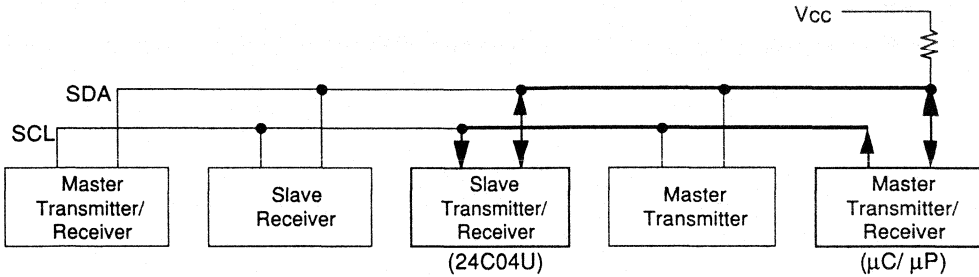 Vcc
SDA
SCL
Master
Transmitter/
Receiver
Slave
Receiver
Slave
Transmitter/
Receiver
(24C04U)
Master
Transmitter
Master
Transmitter/
Receiver
(µC/ µP)